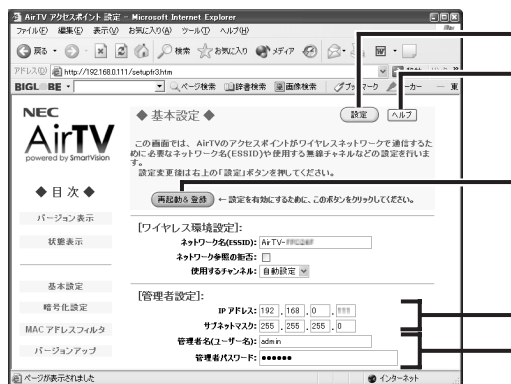 AirTV アクセスポイント 設定 - Microsoft Internet Explorer
ファイル(F) 編集(E) 表示(V) お気に入り(A) ツール(T) ヘルプ(H)
戻る 検索 お気に入り メディア
アドレス(D) http://192.168.0.111/setupfr3.htm
BIGLOBE ページ検索 辞書検索 画像検索 ブックマーク
NEC
AirTV
powered by SmartVision
◆ 目 次 ◆
バージョン表示
状態表示
基本設定
暗号化設定
MAC アドレスフィルタ
バージョンアップ
◆ 基本設定 ◆ 設定 ヘルプ
この画面では、AirTVのアクセスポイントがワイヤレスネットワークで通信するた
めに必要なネットワーク名(ESSID)や使用する無線チャネルなどの設定を行いま
す。
設定変更後は右上の「設定」ボタンを押してください。
再起動&登録 ←設定を有効にするために、このボタンをクリックしてください。
[ワイヤレス環境設定]:
ネットワーク名(ESSID): AirTV-
ネットワーク参照の拒否:
使用するチャンネル: 自動設定
[管理者設定]:
IP アドレス: 192 . 168 . 0 .
サブネットマスク: 255 . 255 . 255 . 0
管理者名(ユーザー名): admin
管理者パスワード: ●●●●●●
ページが表示されました インターネット